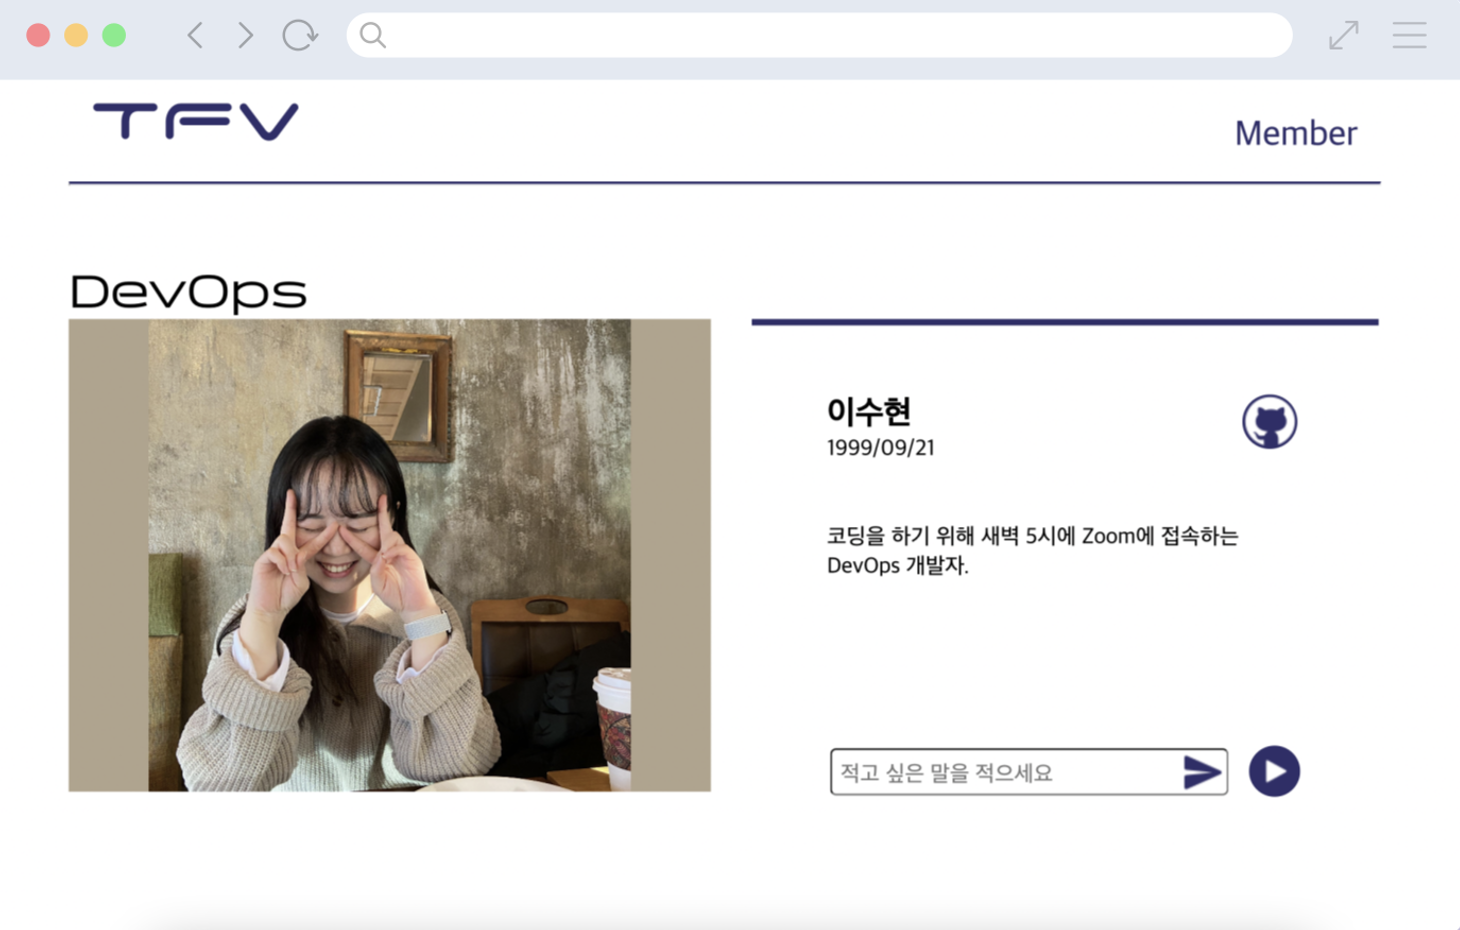 TFV
Member
DevOps
이수현
1999/09/21
코딩을 하기 위해 새벽 5시에 Zoom에 접속하는
DevOps 개발자.
적고 싶은 말을 적으세요